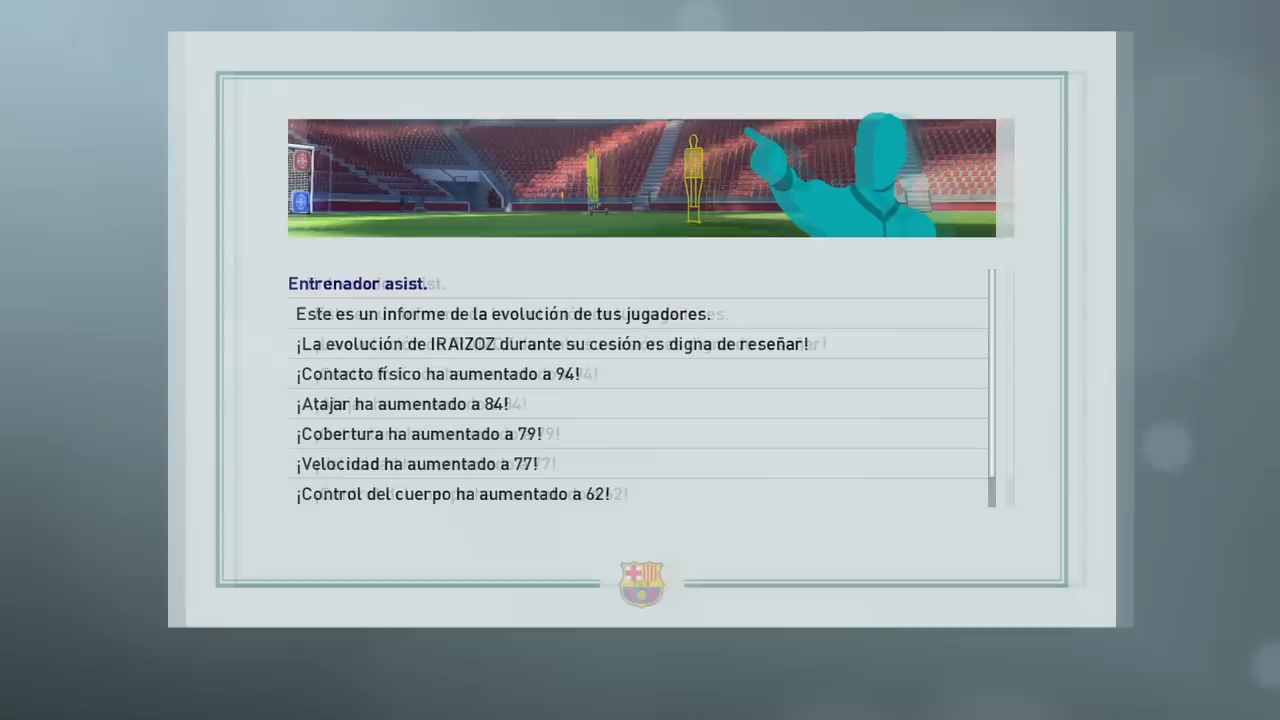 Entrenador asist.
Este es un informe de la evolución de tus jugadores.
¡La evolución de IRAIZOZ durante su cesión es digna de reseñar!
¡Contacto físico ha aumentado a 94!
¡Atajar ha aumentado a 84!
¡Cobertura ha aumentado a 79!
¡Velocidad ha aumentado a 77!
¡Control del cuerpo ha aumentado a 62!